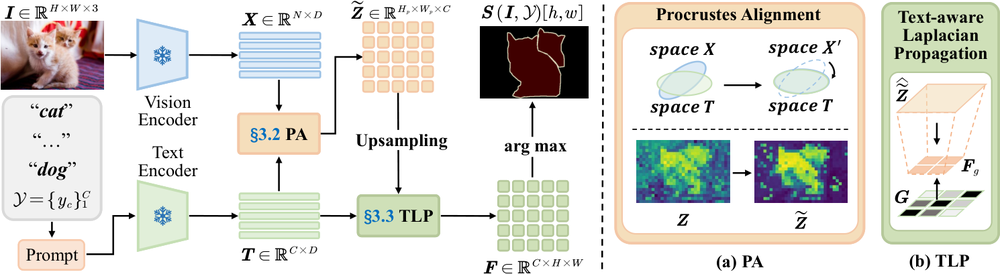 I ∈ ℝ^{H×W×3}
"cat"
"…"
"dog"
𝒴 = {y_c}_1^C
Prompt
Vision
Encoder
Text
Encoder
X ∈ ℝ^{N×D}
§3.2 PA
T ∈ ℝ^{C×D}
Z̃ ∈ ℝ^{H_p×W_p×C}
Upsampling
§3.3 TLP
S(I, 𝒴)[h, w]
arg max
F ∈ ℝ^{C×H×W}
Procrustes Alignment
space X
space T
space X′
space T
Z
Z̃
(a) PA
Text-aware
Laplacian
Propagation
Ẑ̃
F_g
G
(b) TLP